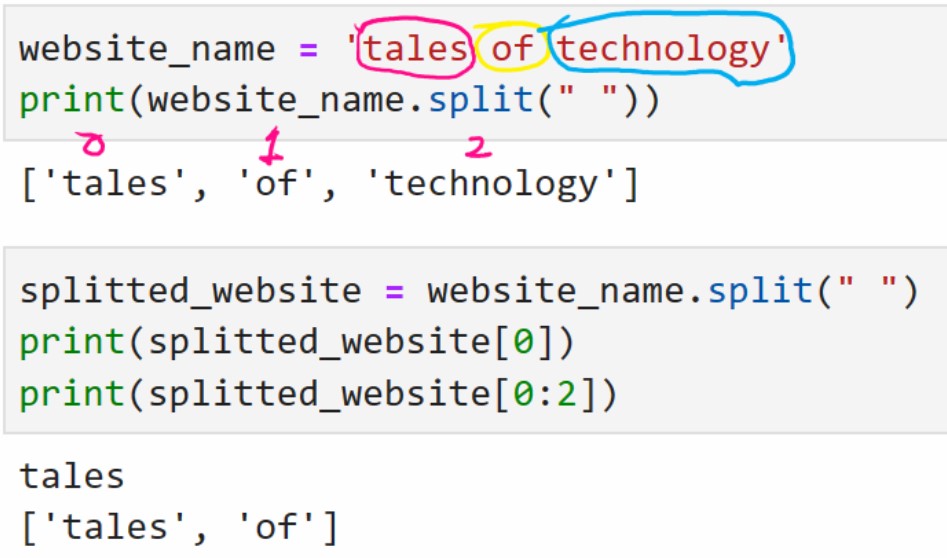 website_name = 'tales of technology'
print(website_name.split(" "))
0 1 2
['tales', 'of', 'technology']
splitted_website = website_name.split(" ")
print(splitted_website[0])
print(splitted_website[0:2])
tales
['tales', 'of']